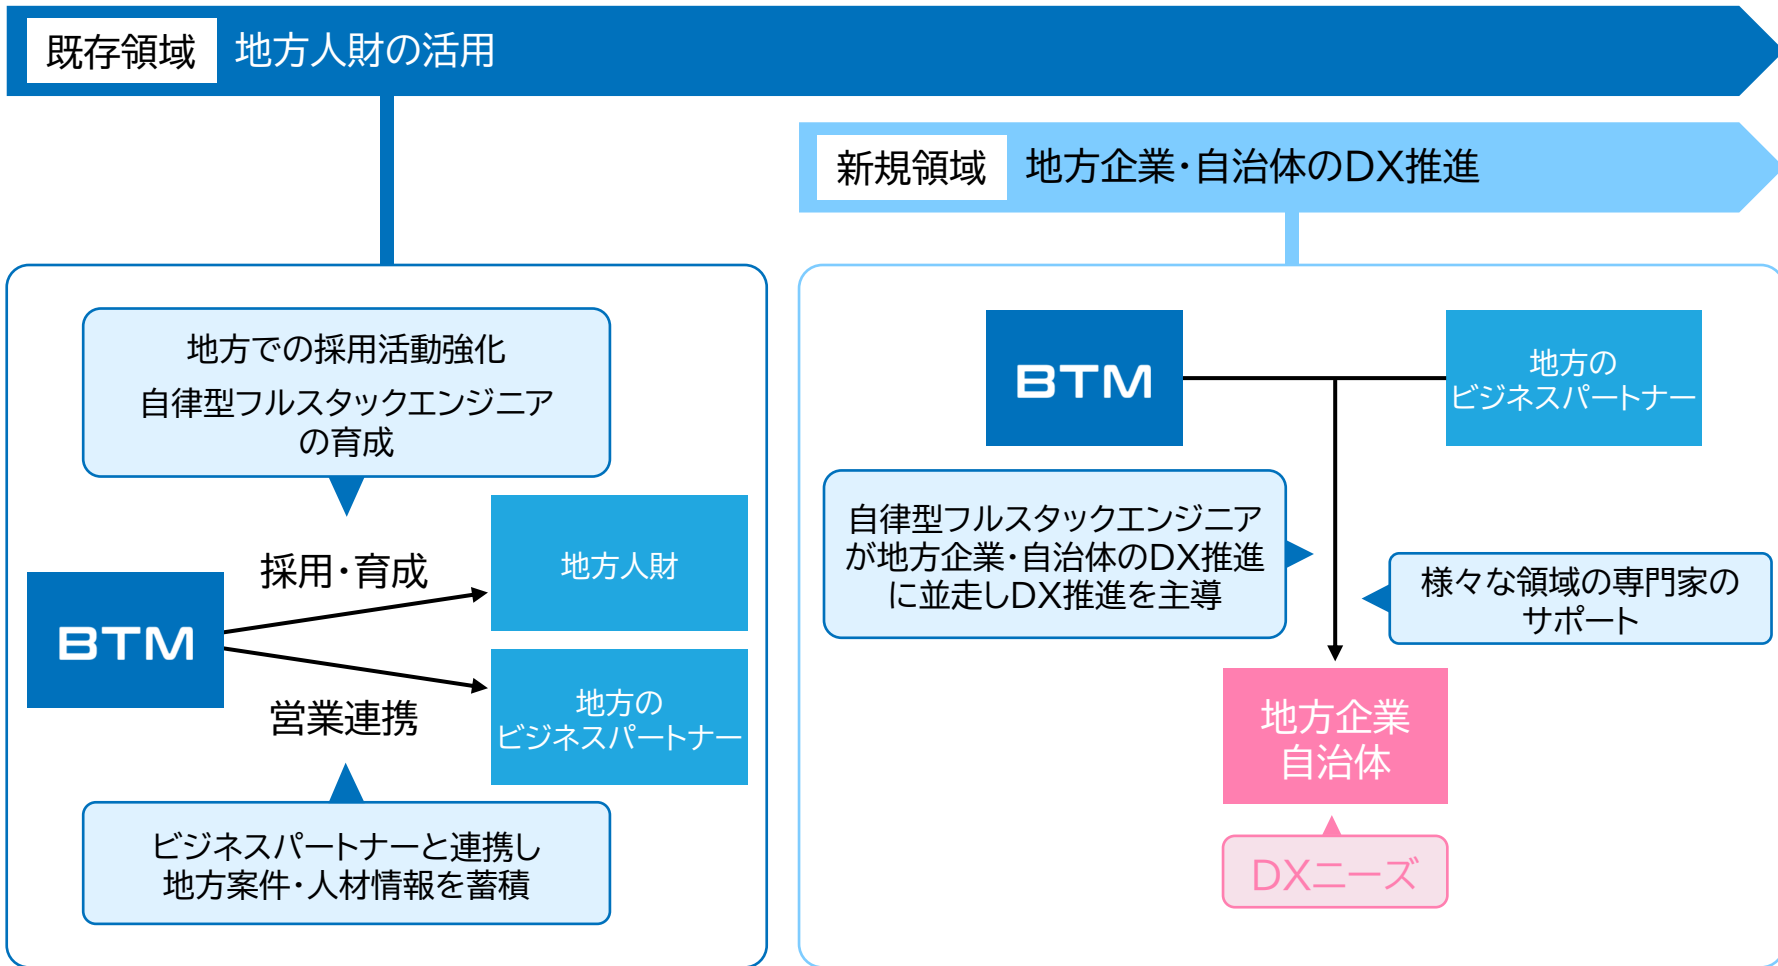 既存領域
地方人財の活用
新規領域
地方企業・自治体のDX推進
地方での採用活動強化
自律型フルスタックエンジニア
の育成
採用・育成
地方人財
BTM
営業連携
地方の
ビジネスパートナー
ビジネスパートナーと連携し
地方案件・人材情報を蓄積
BTM
地方の
ビジネスパートナー
自律型フルスタックエンジニア
が地方企業・自治体のDX推進
に並走しDX推進を主導
様々な領域の専門家の
サポート
地方企業
自治体
DXニーズ